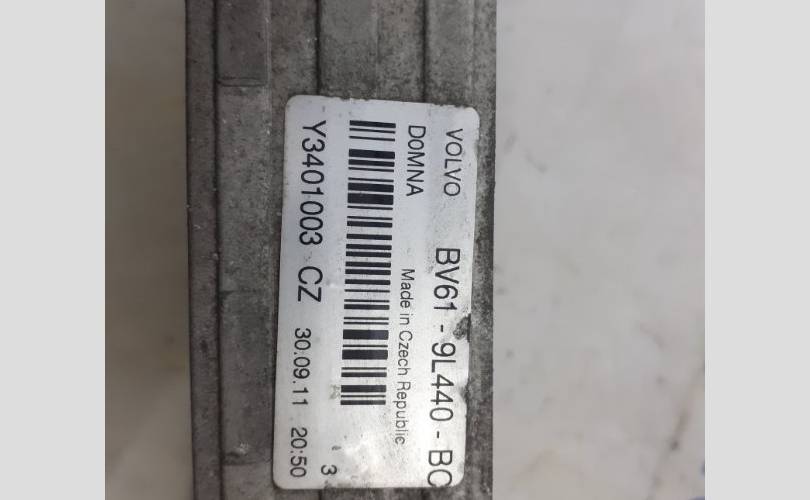 VOLVO BV61 - 9L440 - BC
DOMNA Made in Czech Republic
3
Y3401003 CZ 30.09.11 20:50